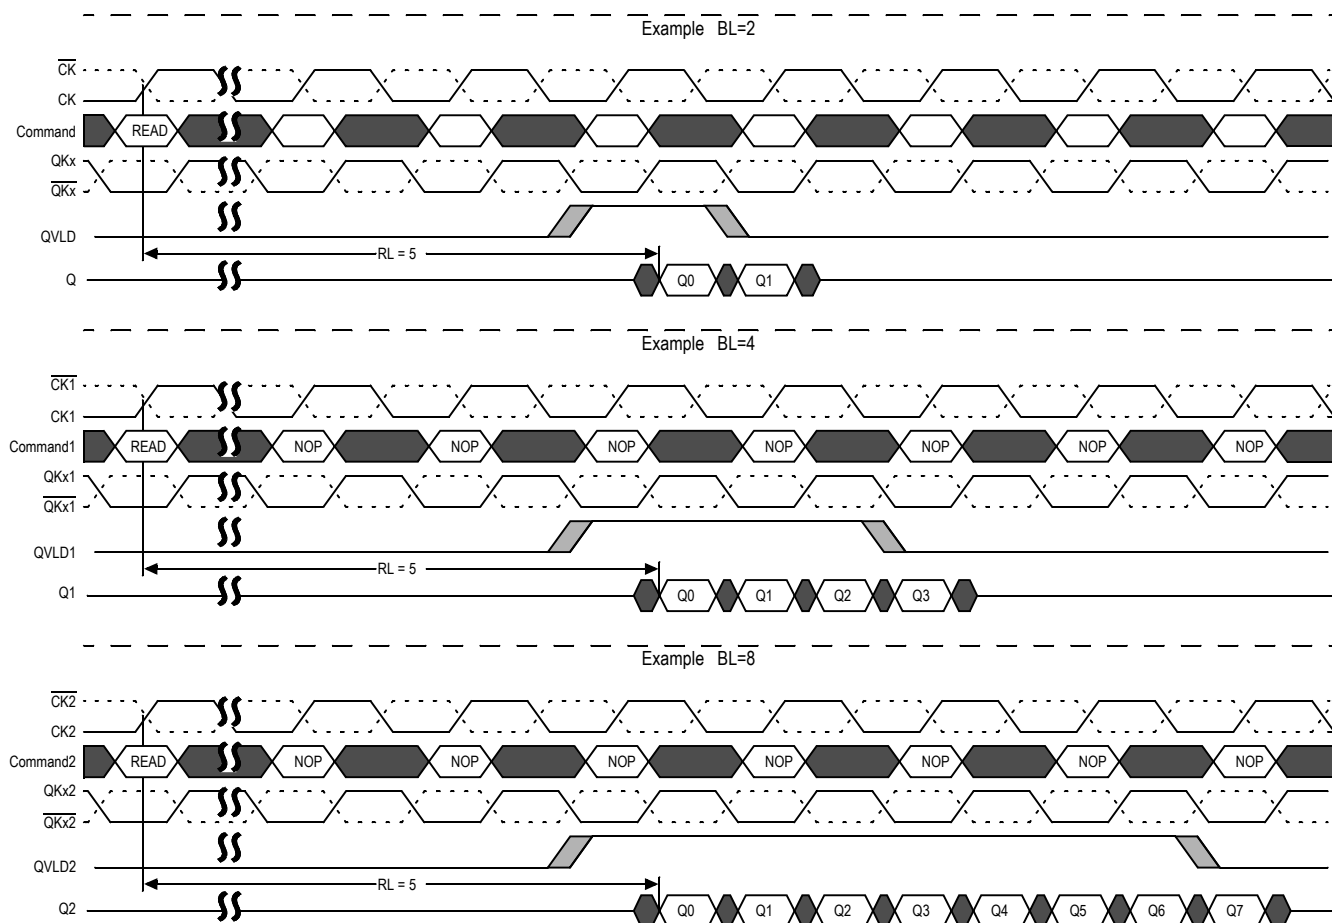 Example BL=2
CK
CK
Command READ
QKx
QKx
QVLD
RL = 5
Q Q0 Q1
Example BL=4
CK1
CK1
Command1 READ NOP NOP NOP NOP NOP NOP NOP
QKx1
QKx1
QVLD1
RL = 5
Q1 Q0 Q1 Q2 Q3
Example BL=8
CK2
CK2
Command2 READ NOP NOP NOP NOP NOP NOP NOP
QKx2
QKx2
QVLD2
RL = 5
Q2 Q0 Q1 Q2 Q3 Q4 Q5 Q6 Q7